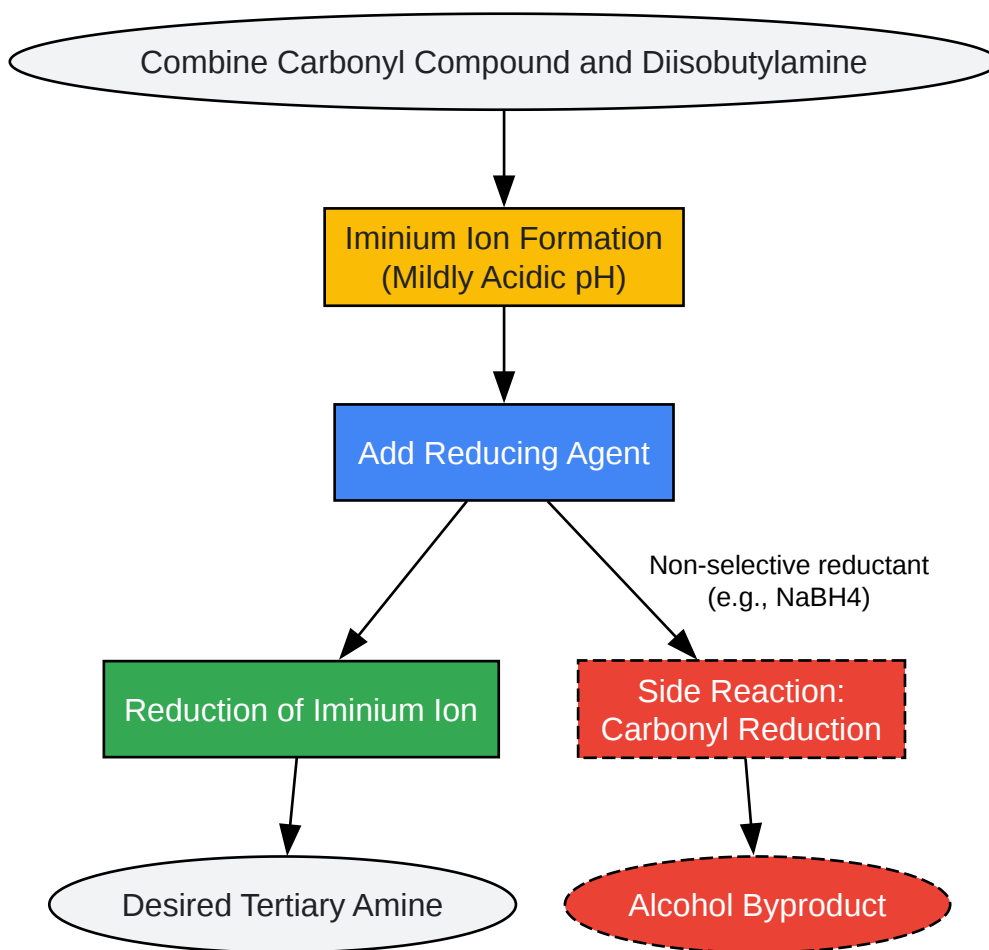 Combine Carbonyl Compound and Diisobutylamine
Iminium Ion Formation
(Mildly Acidic pH)
Add Reducing Agent
Non-selective reductant
(e.g., NaBH4)
Reduction of Iminium Ion
Side Reaction:
Carbonyl Reduction
Desired Tertiary Amine
Alcohol Byproduct